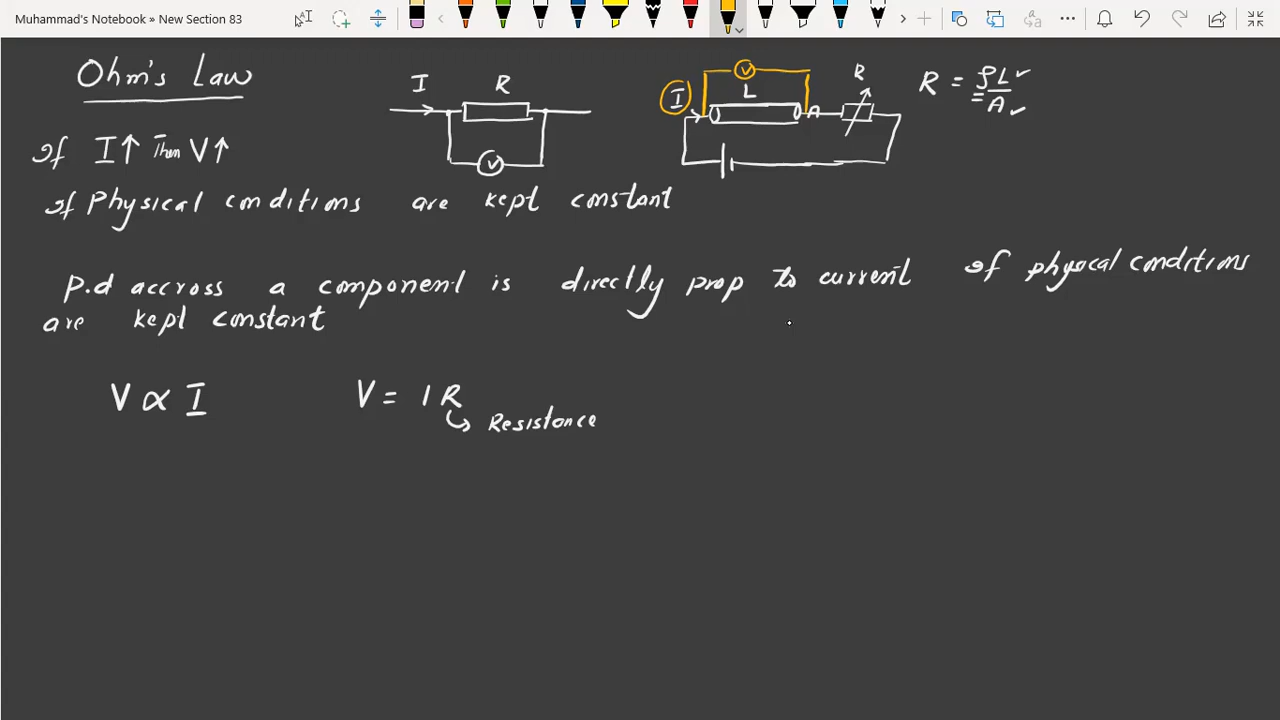 Muhammad's Notebook » New Section 83
Ohm's Law
I R
V
I V L R
R = ρL / A
If I↑ Then V↑
If Physical conditions are kept constant
P.d accross a component is directly prop to current If physical conditions
are kept constant
V ∝ I
V = IR
Resistance